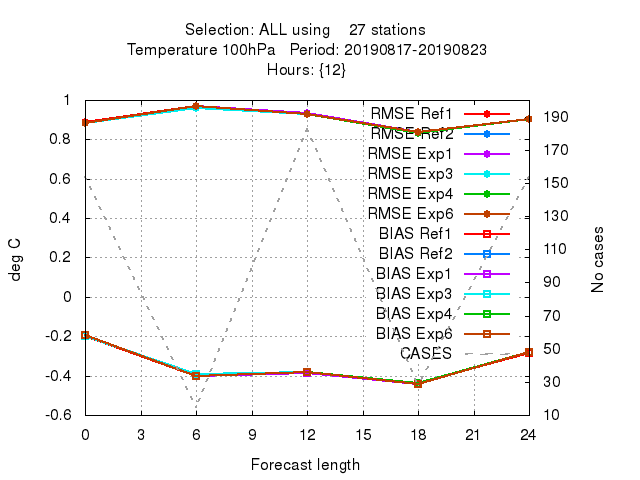 Selection: ALL using    27 stations
Temperature 100hPa   Period: 20190817-20190823
Hours: {12}
1
0.8
0.6
0.4
0.2
0
-0.2
-0.4
-0.6
deg C
RMSE Ref1
RMSE Ref2
RMSE Exp1
RMSE Exp3
RMSE Exp4
RMSE Exp6
BIAS Ref1
BIAS Ref2
BIAS Exp1
BIAS Exp3
BIAS Exp4
BIAS Exp6
CASES
190
170
150
130
110
90
70
50
30
10
No cases
0 3 6 9 12 15 18 21 24
Forecast length